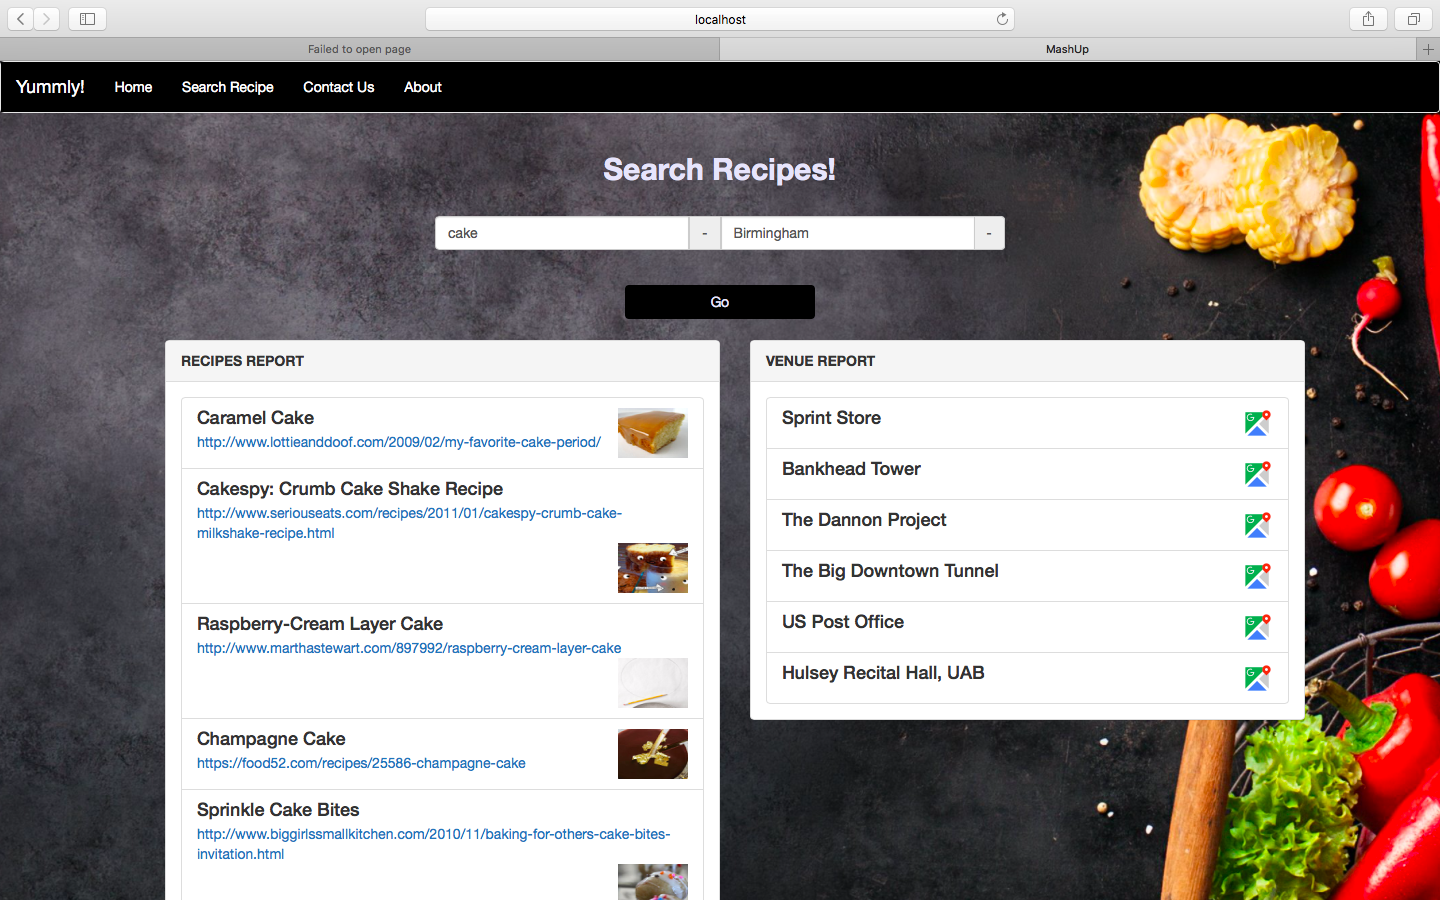 localhost
Failed to open page
MashUp
Yummly!
Home
Search Recipe
Contact Us
About
Search Recipes!
cake
-
Birmingham
-
Go
RECIPES REPORT
Caramel Cake
http://www.lottieanddoof.com/2009/02/my-favorite-cake-period/
Cakespy: Crumb Cake Shake Recipe
http://www.seriouseats.com/recipes/2011/01/cakespy-crumb-cake-
milkshake-recipe.html
Raspberry-Cream Layer Cake
http://www.marthastewart.com/897992/raspberry-cream-layer-cake
Champagne Cake
https://food52.com/recipes/25586-champagne-cake
Sprinkle Cake Bites
http://www.biggirlssmallkitchen.com/2010/11/baking-for-others-cake-bites-
invitation.html
VENUE REPORT
Sprint Store
G
Bankhead Tower
G
The Dannon Project
G
The Big Downtown Tunnel
G
US Post Office
G
Hulsey Recital Hall, UAB
G